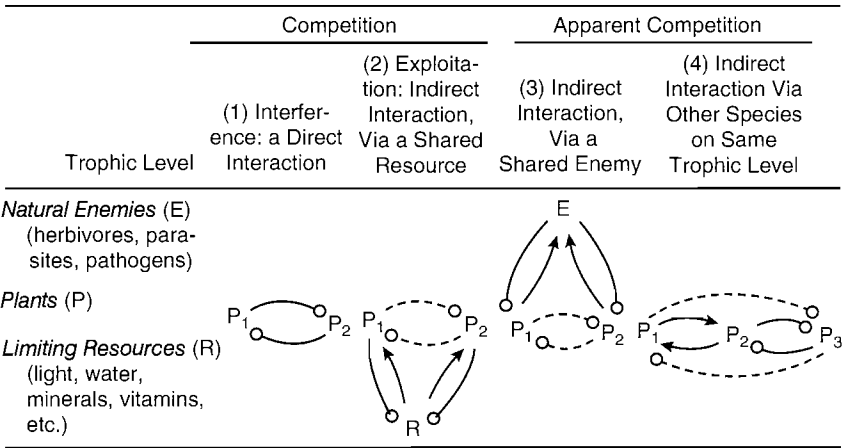 Competition
Apparent Competition
Trophic Level
(1) Interfer-
ence: a Direct
Interaction
(2) Exploita-
tion: Indirect
Interaction,
Via a Shared
Resource
(3) Indirect
Interaction,
Via a
Shared Enemy
(4) Indirect
Interaction Via
Other Species
on Same
Trophic Level
Natural Enemies (E)
(herbivores, para-
sites, pathogens)
E
Plants (P)
P1 P2
P1 P2
P1 P2
P1 P2 P3
Limiting Resources (R)
(light, water,
minerals, vitamins,
etc.)
R